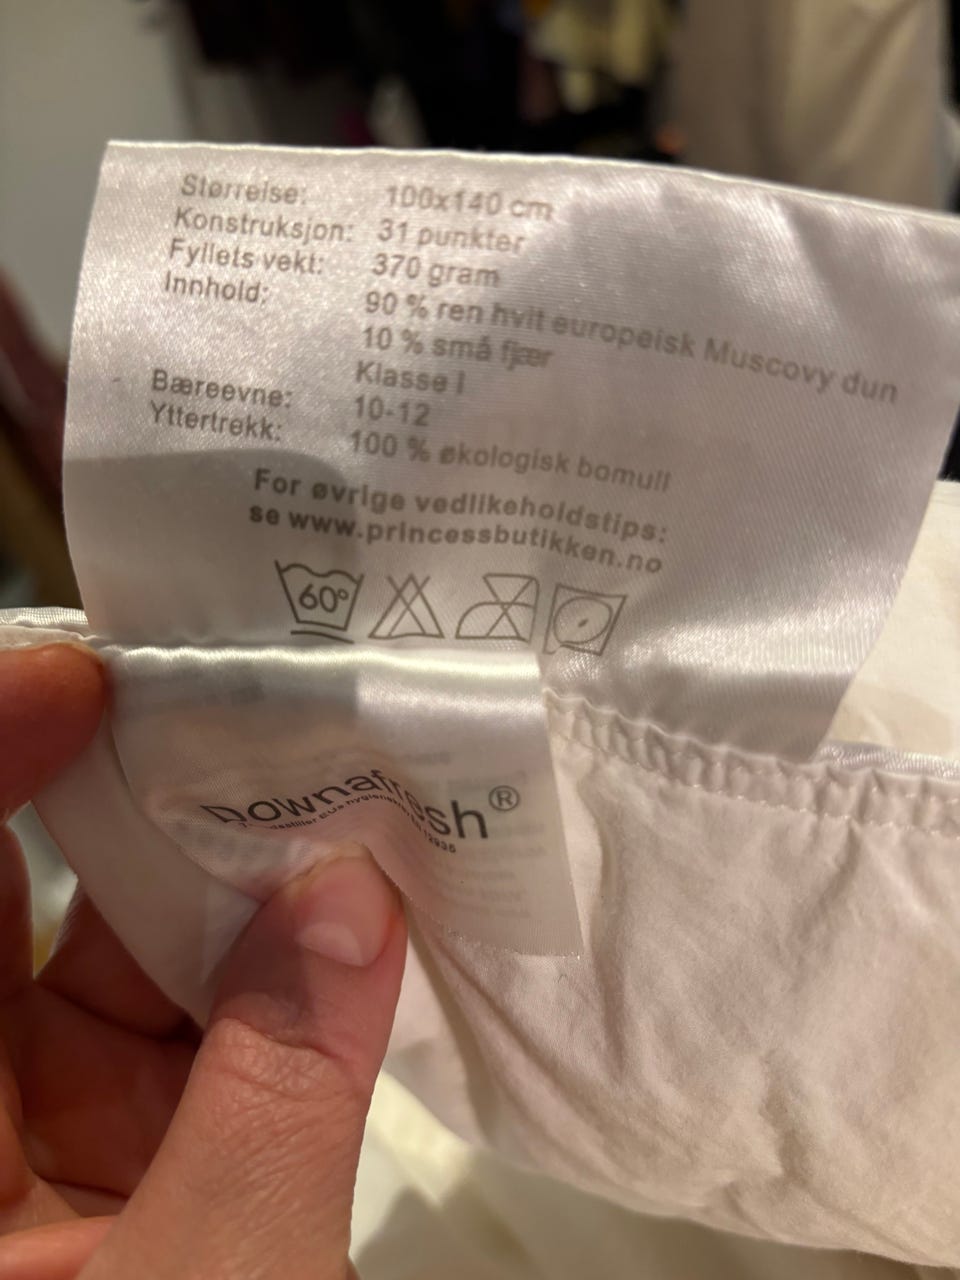 Størrelse: 100x140 cm
Konstruksjon: 31 punkter
Fyllets vekt: 370 gram
Innhold: 90 % ren hvit europeisk Muscovy dun
10 % små fjær
Klasse I
Bæreevne: 10-12
Yttertrekk: 100 % økologisk bomull
For øvrige vedlikeholdstips:
se www.princessbutikken.no
60°
Downafresh®
12935